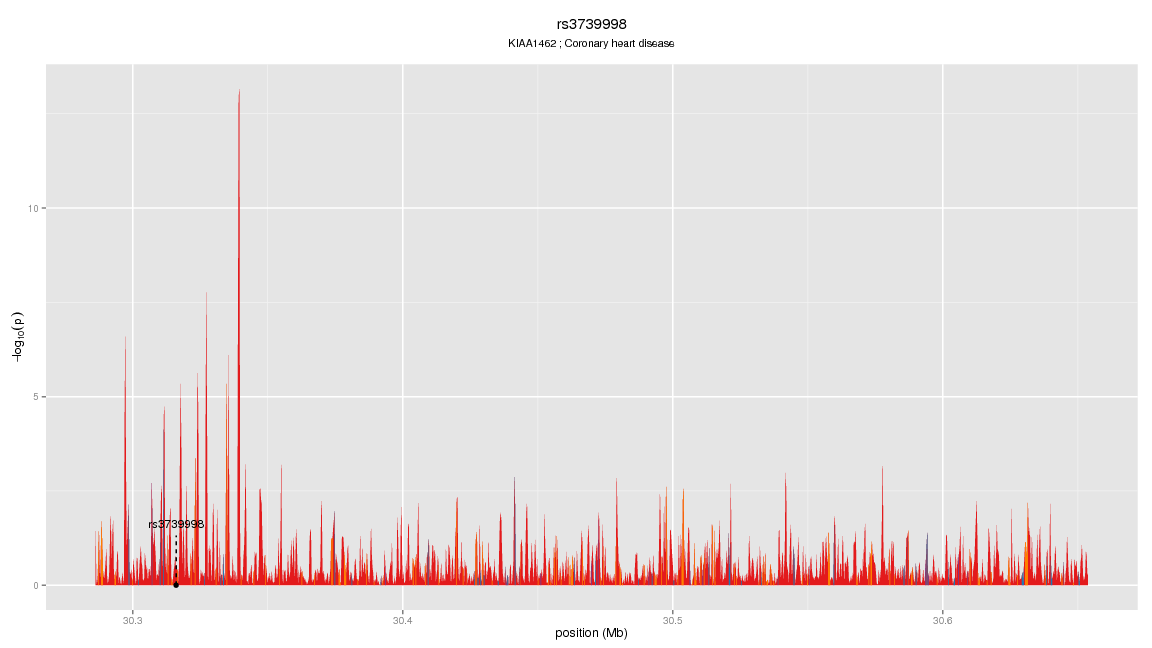 rs3739998
KIAA1462 ; Coronary heart disease
−log10(p)
10
5
0
rs3739998
30.3
30.4
30.5
30.6
position (Mb)